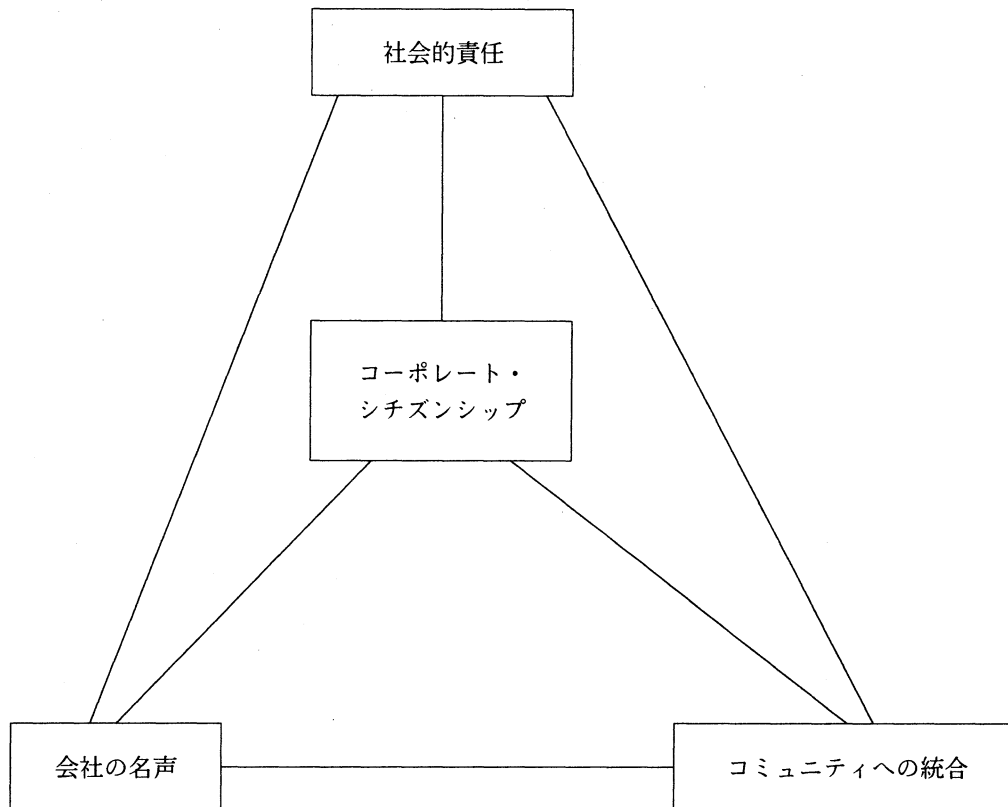 社会的責任
コーポレート・
シチズンシップ
会社の名声
コミュニティへの統合